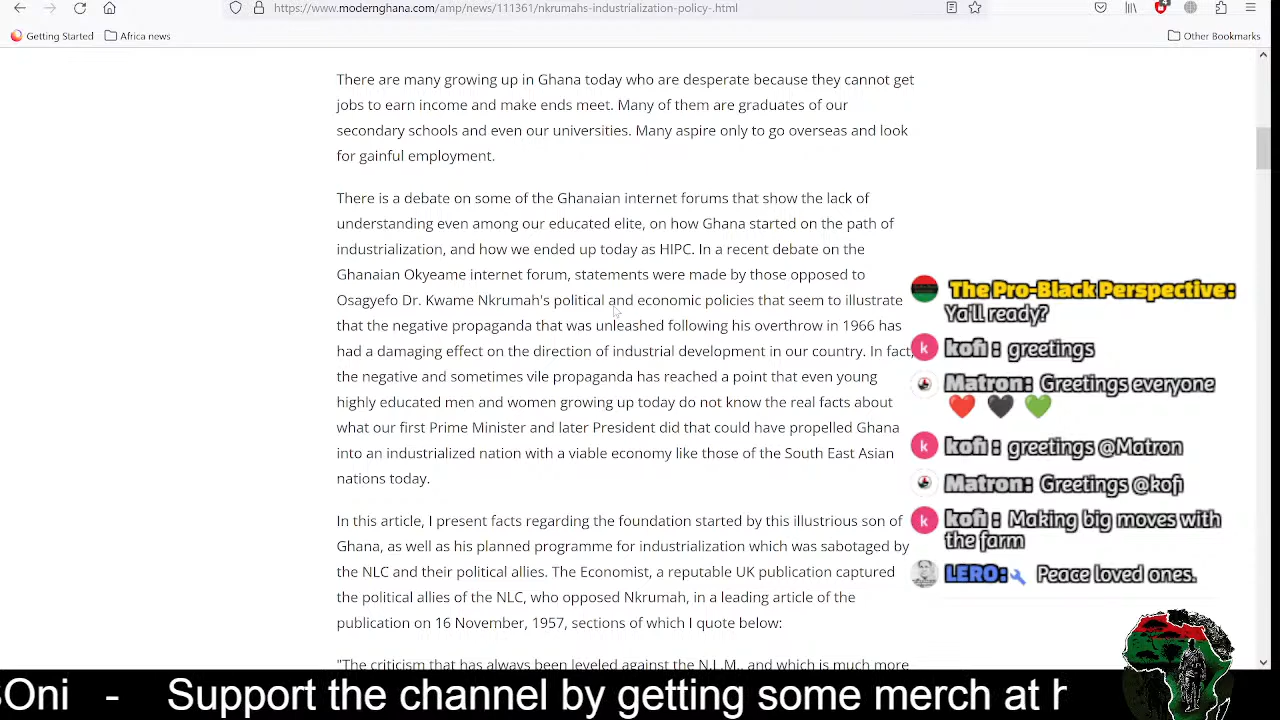 https://www.modernghana.com/amp/news/111361/nkrumahs-industrialization-policy-.html
4
Getting Started
Africa news
Other Bookmarks
There are many growing up in Ghana today who are desperate because they cannot get
jobs to earn income and make ends meet. Many of them are graduates of our
secondary schools and even our universities. Many aspire only to go overseas and look
for gainful employment.
There is a debate on some of the Ghanaian internet forums that show the lack of
understanding even among our educated elite, on how Ghana started on the path of
industrialization, and how we ended up today as HIPC. In a recent debate on the
Ghanaian Okyeame internet forum, statements were made by those opposed to
Osagyefo Dr. Kwame Nkrumah's political and economic policies that seem to illustrate
that the negative propaganda that was unleashed following his overthrow in 1966 has
had a damaging effect on the direction of industrial development in our country. In fact,
the negative and sometimes vile propaganda has reached a point that even young
highly educated men and women growing up today do not know the real facts about
what our first Prime Minister and later President did that could have propelled Ghana
into an industrialized nation with a viable economy like those of the South East Asian
nations today.
In this article, I present facts regarding the foundation started by this illustrious son of
Ghana, as well as his planned programme for industrialization which was sabotaged by
the NLC and their political allies. The Economist, a reputable UK publication captured
the political allies of the NLC, who opposed Nkrumah, in a leading article of the
publication on 16 November, 1957, sections of which I quote below:
"The criticism that has always been leveled against the N.L.M., and which is much more
The Pro-Black Perspective:
Ya'll ready?
k kofi : greetings
Matron: Greetings everyone
❤️ 🖤 💚
k kofi : greetings @Matron
Matron: Greetings @kofi
k kofi : Making big moves with
the farm
LERO: Peace loved ones.
Oni - Support the channel by getting some merch at h